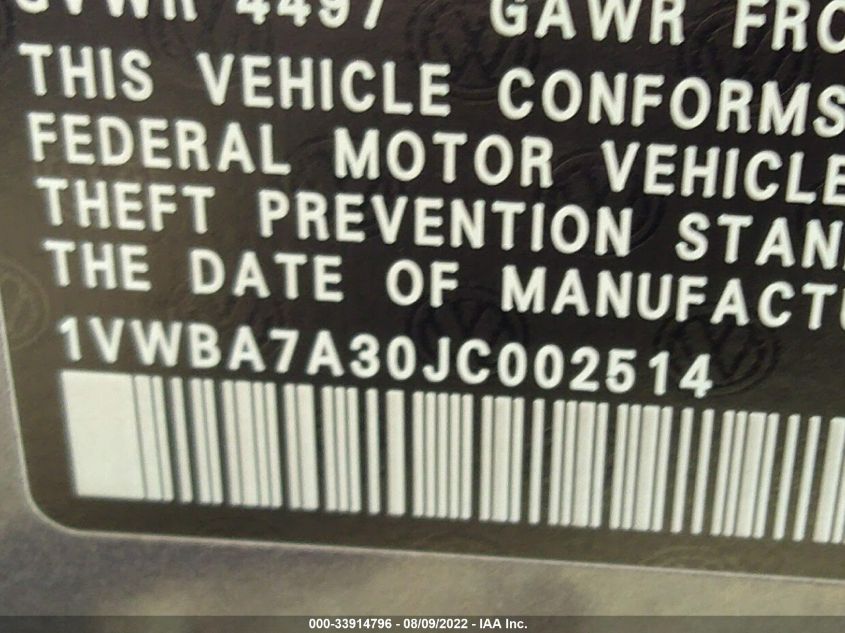 GVWR 4497 GAWR FRO
THIS VEHICLE CONFORMS
FEDERAL MOTOR VEHICLE
THEFT PREVENTION STAN
THE DATE OF MANUFACTU
1VWBA7A30JC002514
000-33914796 - 08/09/2022 - IAA Inc.